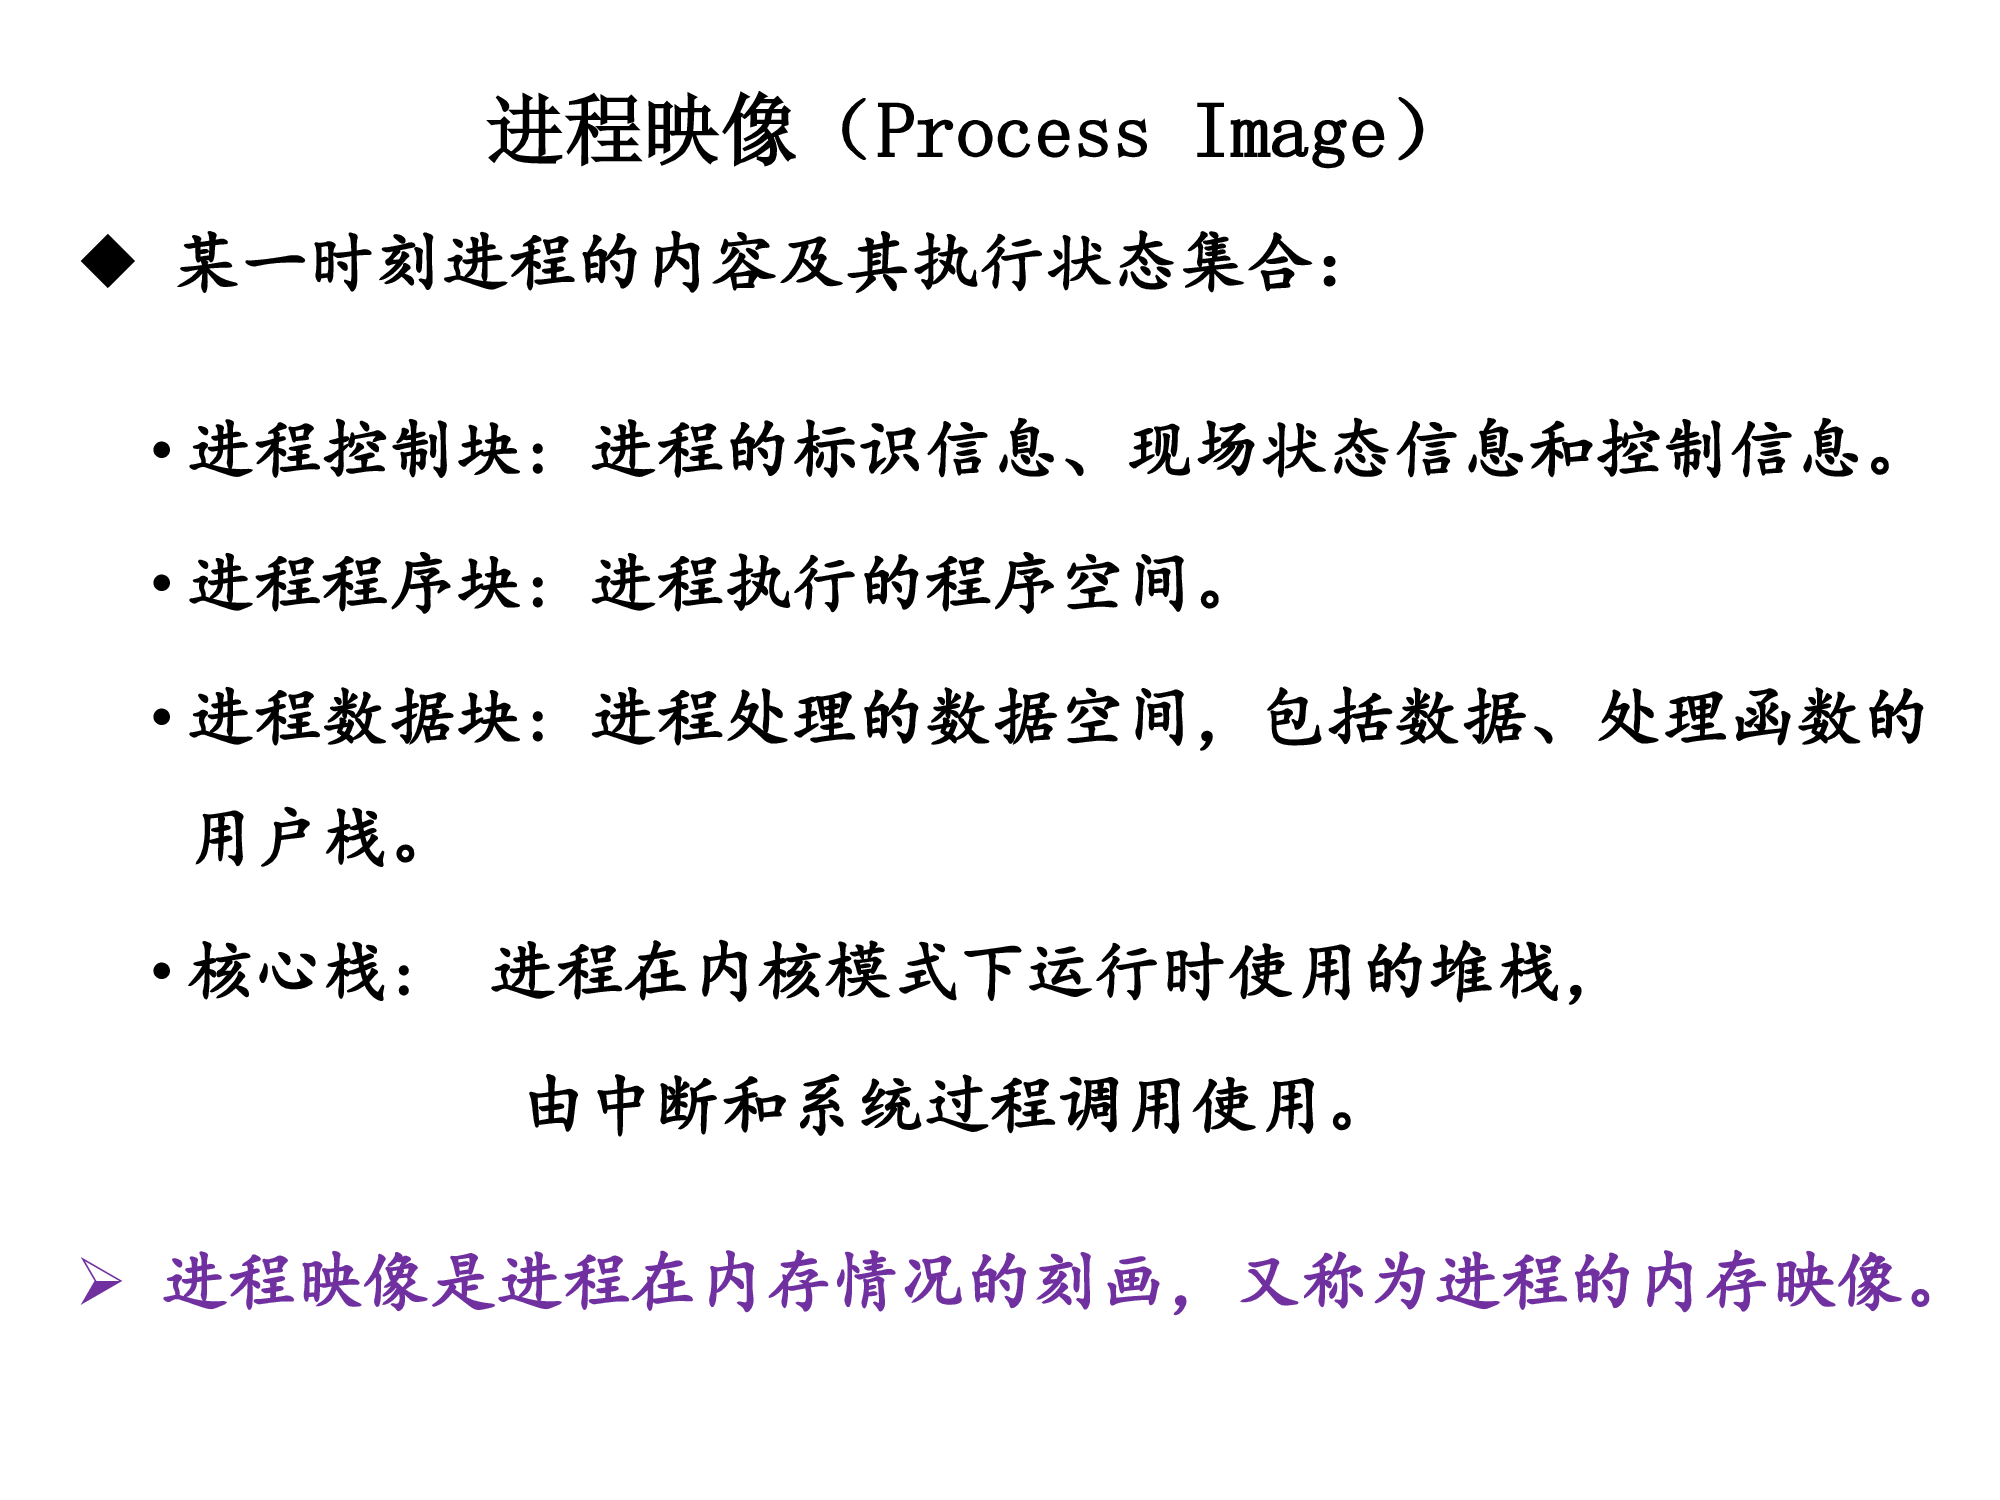 进程映像（Process Image）
◆ 某一时刻进程的内容及其执行状态集合：
•进程控制块：进程的标识信息、现场状态信息和控制信息。
•进程程序块：进程执行的程序空间。
•进程数据块：进程处理的数据空间，包括数据、处理函数的
用户栈。
•核心栈： 进程在内核模式下运行时使用的堆栈，
由中断和系统过程调用使用。
➢ 进程映像是进程在内存情况的刻画，又称为进程的内存映像。